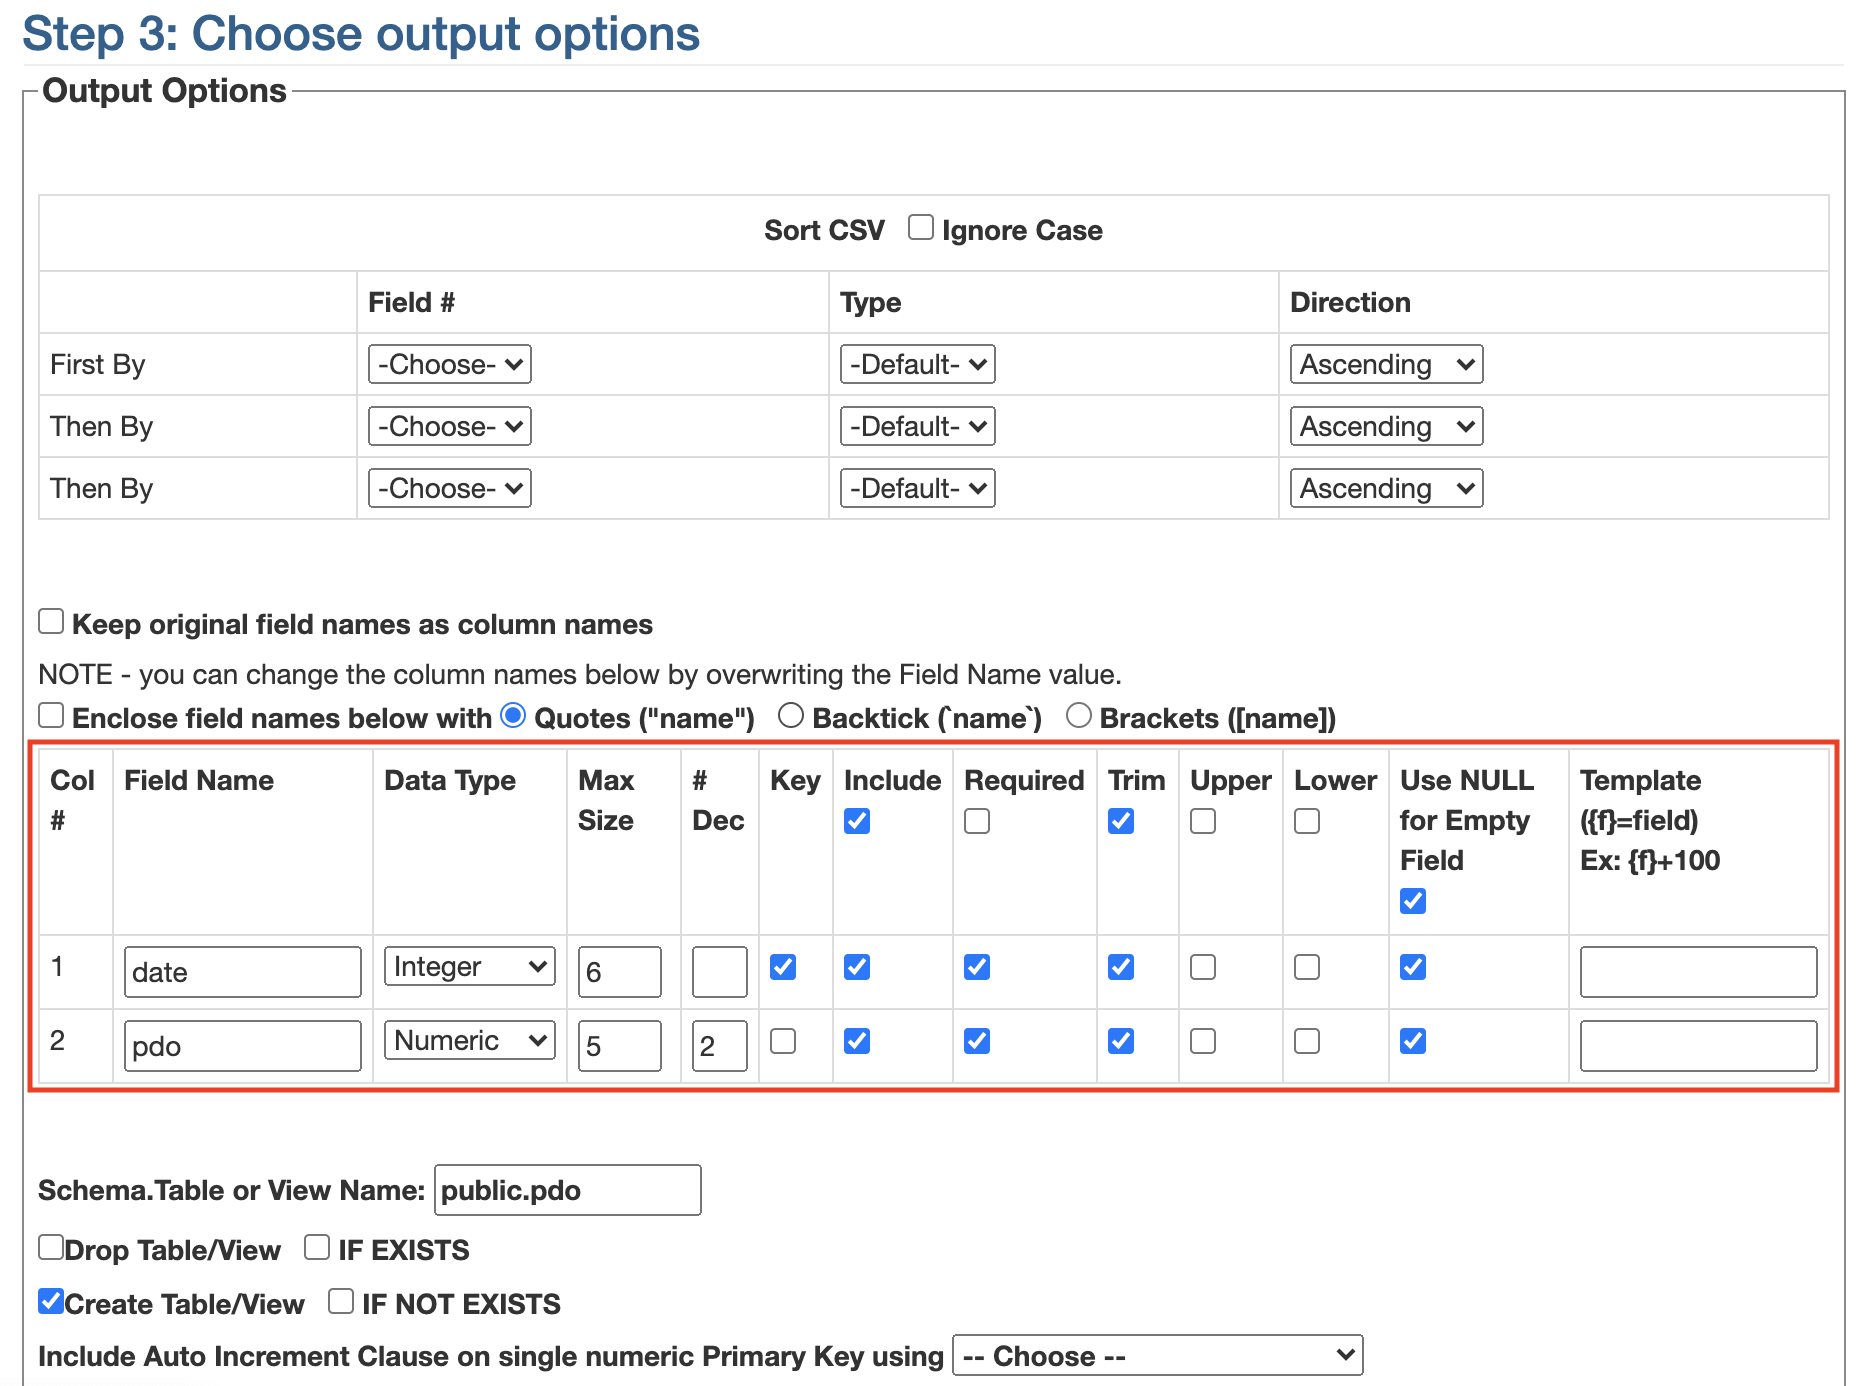 Step 3: Choose output options
Output Options
Sort CSV Ignore Case
Field # Type Direction
First By -Choose- -Default- Ascending
Then By -Choose- -Default- Ascending
Then By -Choose- -Default- Ascending
Keep original field names as column names
NOTE - you can change the column names below by overwriting the Field Name value.
Enclose field names below with Quotes ("name") Backtick (`name`) Brackets ([name])
Col Field Name Data Type Max # Key Include Required Trim Upper Lower Use NULL Template
# Size Dec for Empty ({f}=field)
Field Ex: {f}+100
1 date Integer 6
2 pdo Numeric 5 2
Schema.Table or View Name: public.pdo
Drop Table/View IF EXISTS
Create Table/View IF NOT EXISTS
Include Auto Increment Clause on single numeric Primary Key using -- Choose --